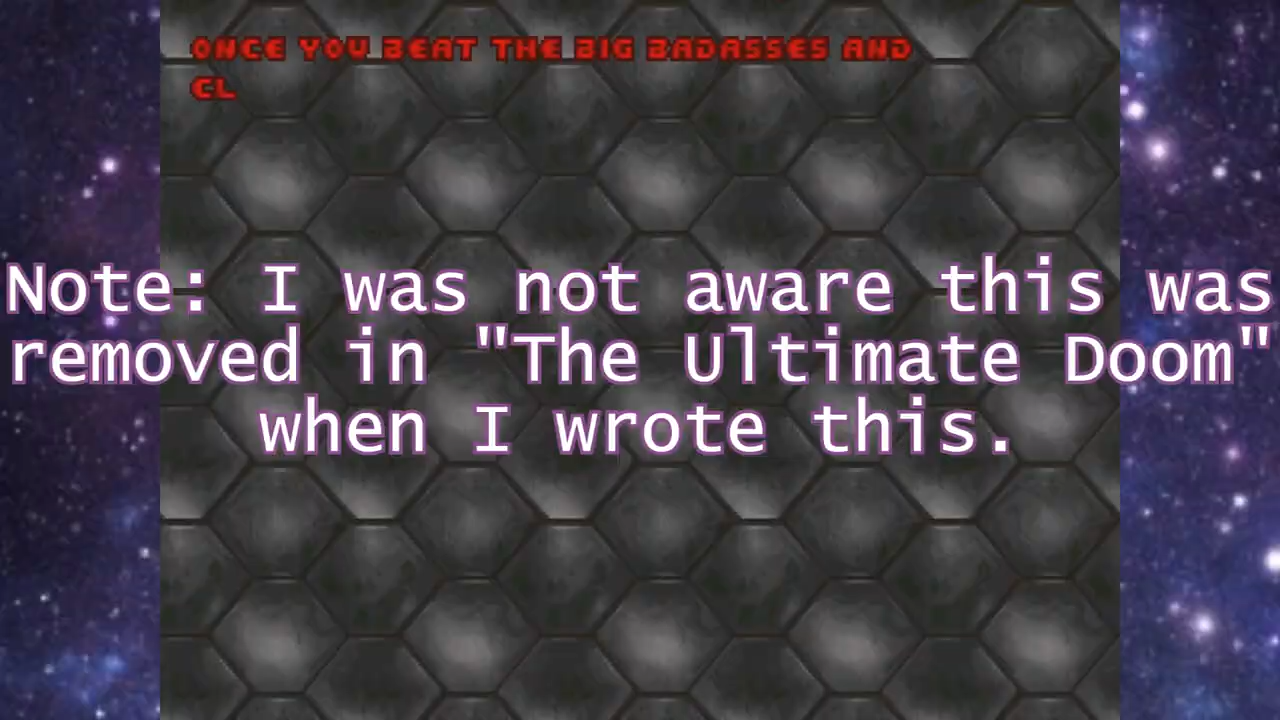 ONCE YOU BEAT THE BIG BADASSES AND
CL
Note: I was not aware this was
removed in "The Ultimate Doom"
when I wrote this.